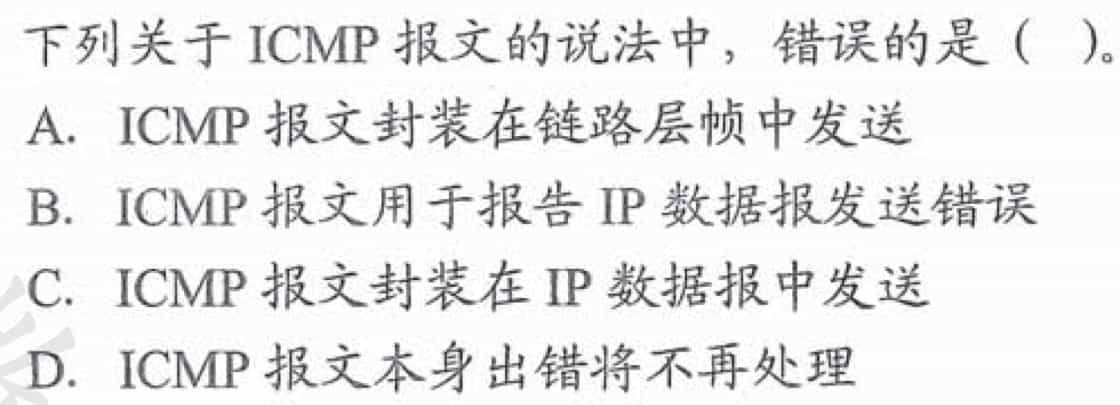 下列关于 ICMP 报文的说法中，错误的是（ ）。
A. ICMP 报文封装在链路层帧中发送
B. ICMP 报文用于报告 IP 数据报发送错误
C. ICMP 报文封装在 IP 数据报中发送
D. ICMP 报文本身出错将不再处理